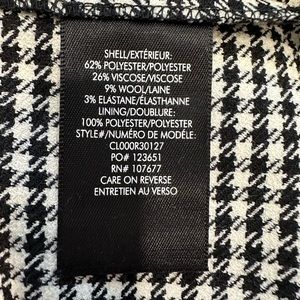 SHELL/EXTÉRIEUR:
62% POLYESTER/POLYESTER
26% VISCOSE/VISCOSE
9% WOOL/LAINE
3% ELASTANE/ÉLASTHANNE
LINING/DOUBLURE:
100% POLYESTER/POLYESTER
STYLE#/NUMÉRO DE MODÈLE:
CL000R30127
PO# 123651
RN# 107677
CARE ON REVERSE
ENTRETIEN AU VERSO